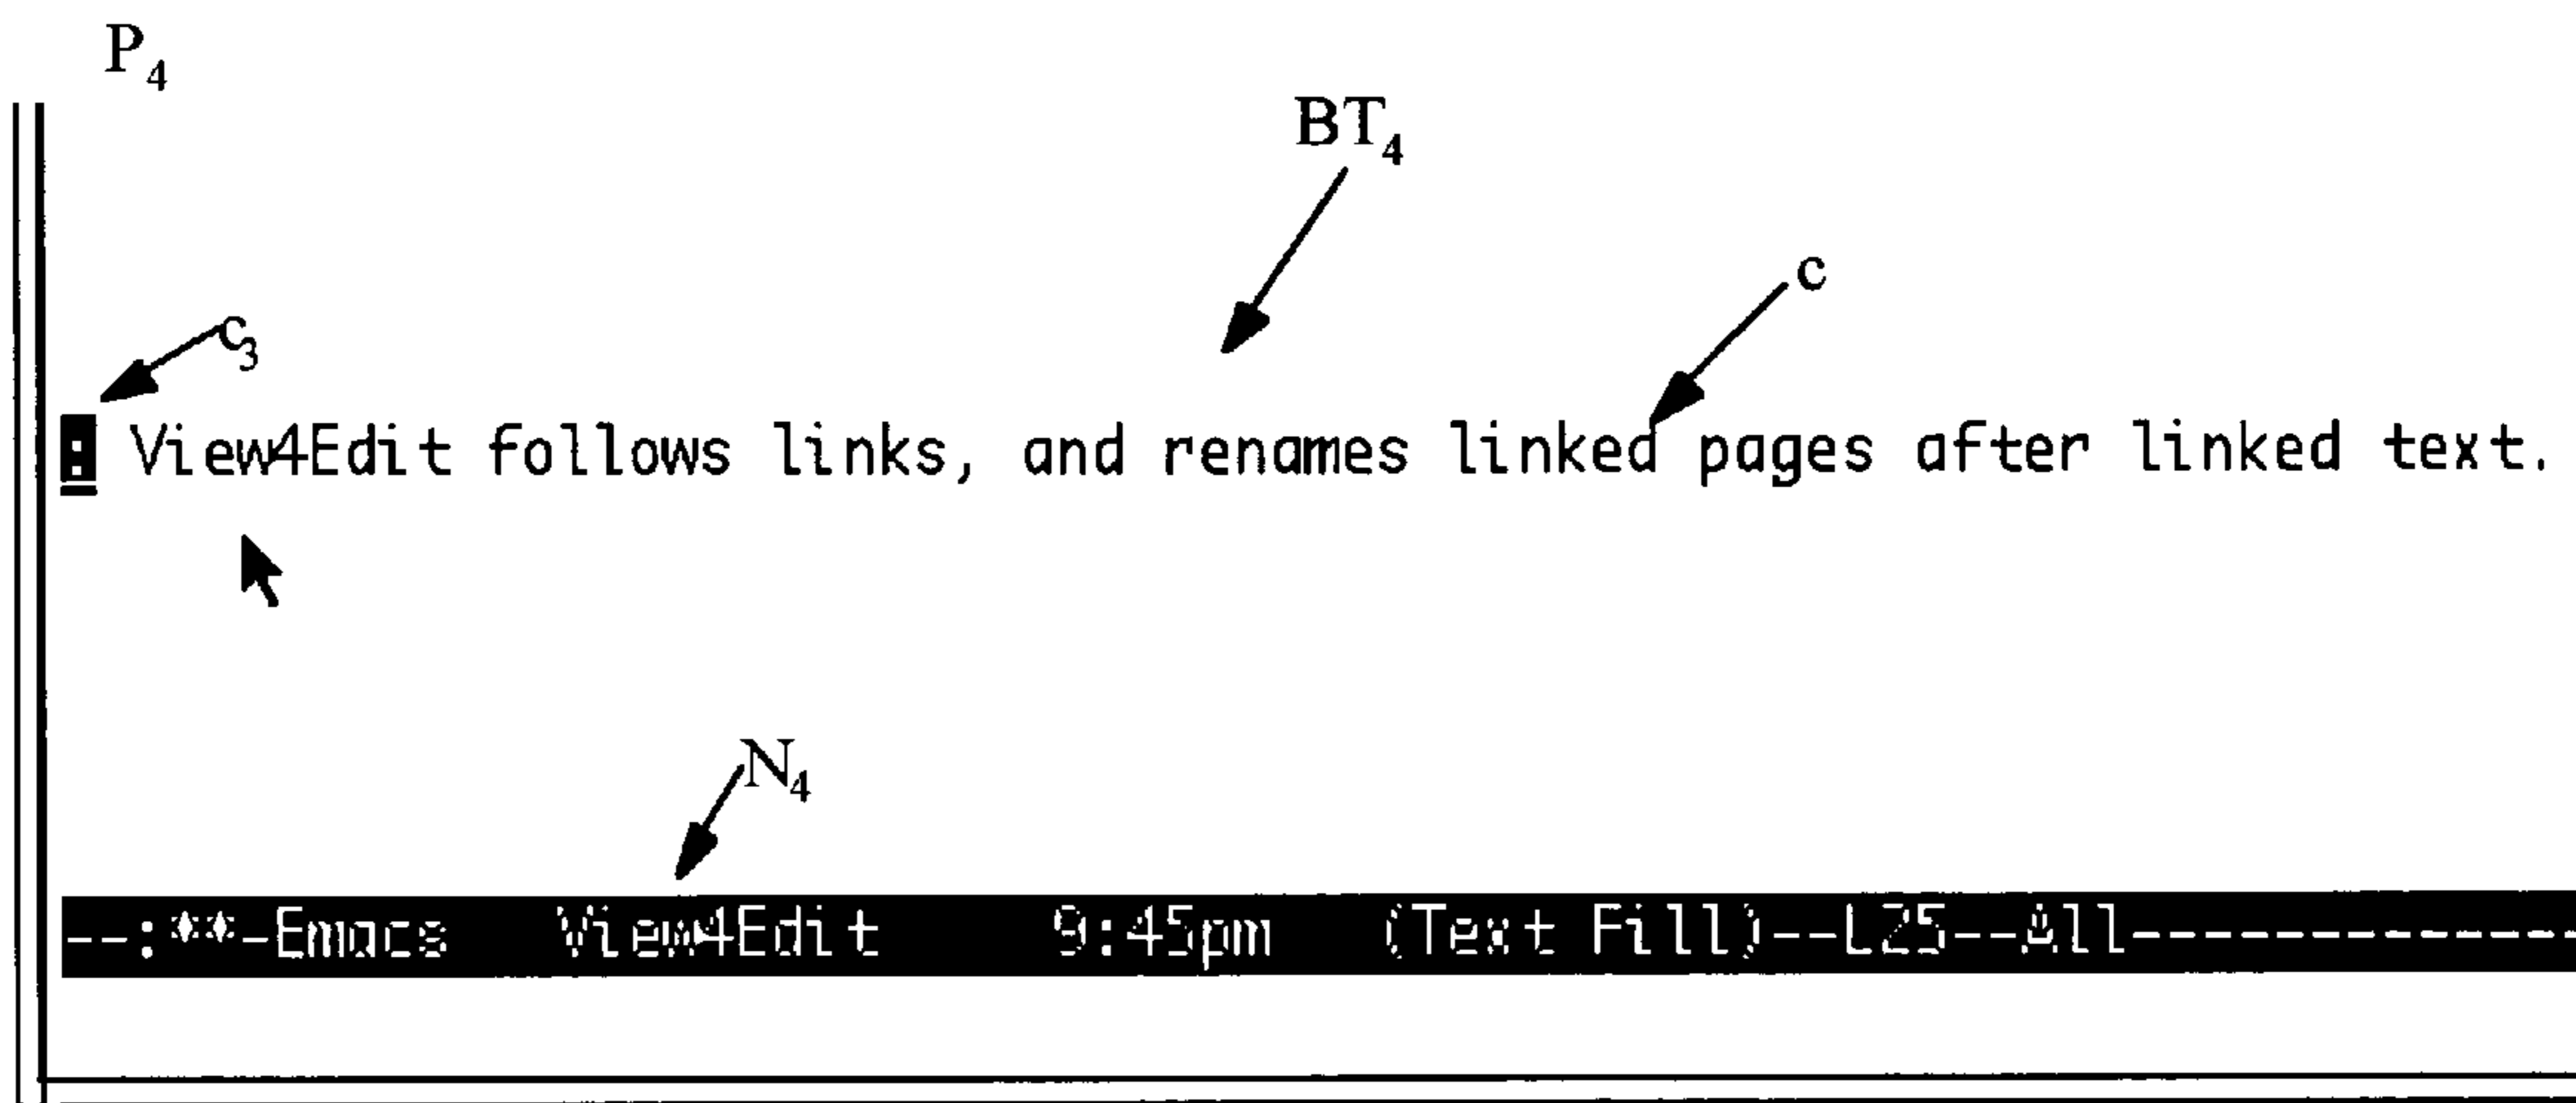 P4
BT4
c
c3
: View4Edit follows links, and renames linked pages after linked text.
N4
--:**-Emacs View4Edit 9:45pm (Text Fill)--L25--All--------------